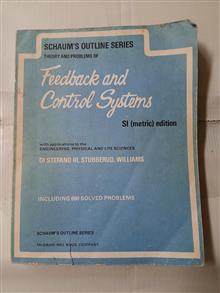 SCHAUM'S OUTLINE SERIES
THEORY AND PROBLEMS OF
Feedback and
Control Systems
SI (metric) edition
with applications to the
ENGINEERING, PHYSICAL AND LIFE SCIENCES
DI STEFANO III, STUBBERUD, WILLIAMS
INCLUDING 680 SOLVED PROBLEMS
SCHAUM'S OUTLINE SERIES
McGRAW-HILL BOOK COMPANY